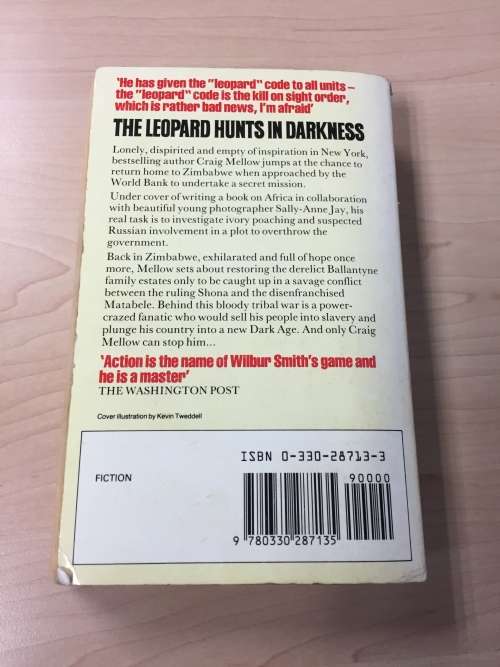 ‘He has given the “leopard” code to all units –
the “leopard” code is the kill on sight order,
which is rather bad news, I’m afraid’
THE LEOPARD HUNTS IN DARKNESS
Lonely, dispirited and empty of inspiration in New York,
bestselling author Craig Mellow jumps at the chance to
return home to Zimbabwe when approached by the
World Bank to undertake a secret mission.
Under cover of writing a book on Africa in collaboration
with beautiful young photographer Sally-Anne Jay, his
real task is to investigate ivory poaching and suspected
Russian involvement in a plot to overthrow the
government.
Back in Zimbabwe, exhilarated and full of hope once
more, Mellow sets about restoring the derelict Ballantyne
family estates only to be caught up in a savage conflict
between the ruling Shona and the disenfranchised
Matabele. Behind this bloody tribal war is a power-
crazed fanatic who would sell his people into slavery and
plunge his country into a new Dark Age. And only Craig
Mellow can stop him...
‘Action is the name of Wilbur Smith’s game and
he is a master’
THE WASHINGTON POST
Cover illustration by Kevin Tweddell
ISBN 0-330-28713-3
FICTION
90000
9 780330 287135